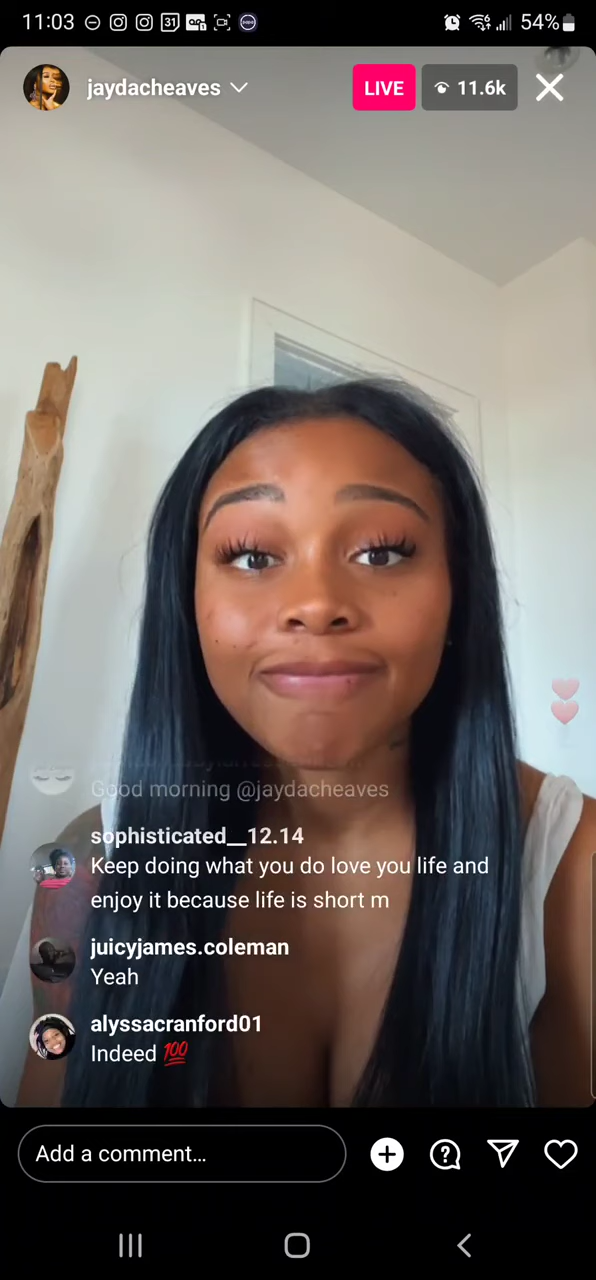 11:03
31
54%
jaydacheaves
LIVE
11.6k
Good morning @jaydacheaves
sophisticated__12.14
Keep doing what you do love you life and
enjoy it because life is short m
juicyjames.coleman
Yeah
alyssacranford01
Indeed 💯
Add a comment...